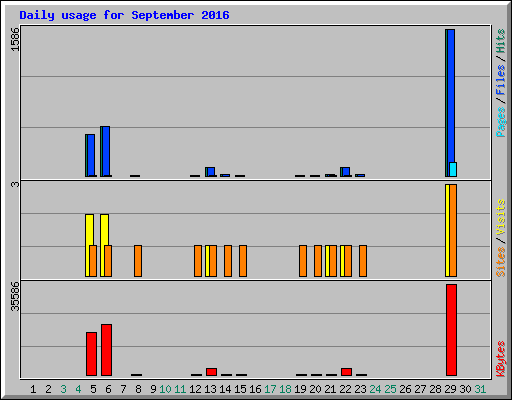 Daily usage for September 2016
1586
Pages / Files / Hits
3
Sites / Visits
35586
KBytes
1 2 3 4 5 6 7 8 9 10 11 12 13 14 15 16 17 18 19 20 21 22 23 24 25 26 27 28 29 30 31